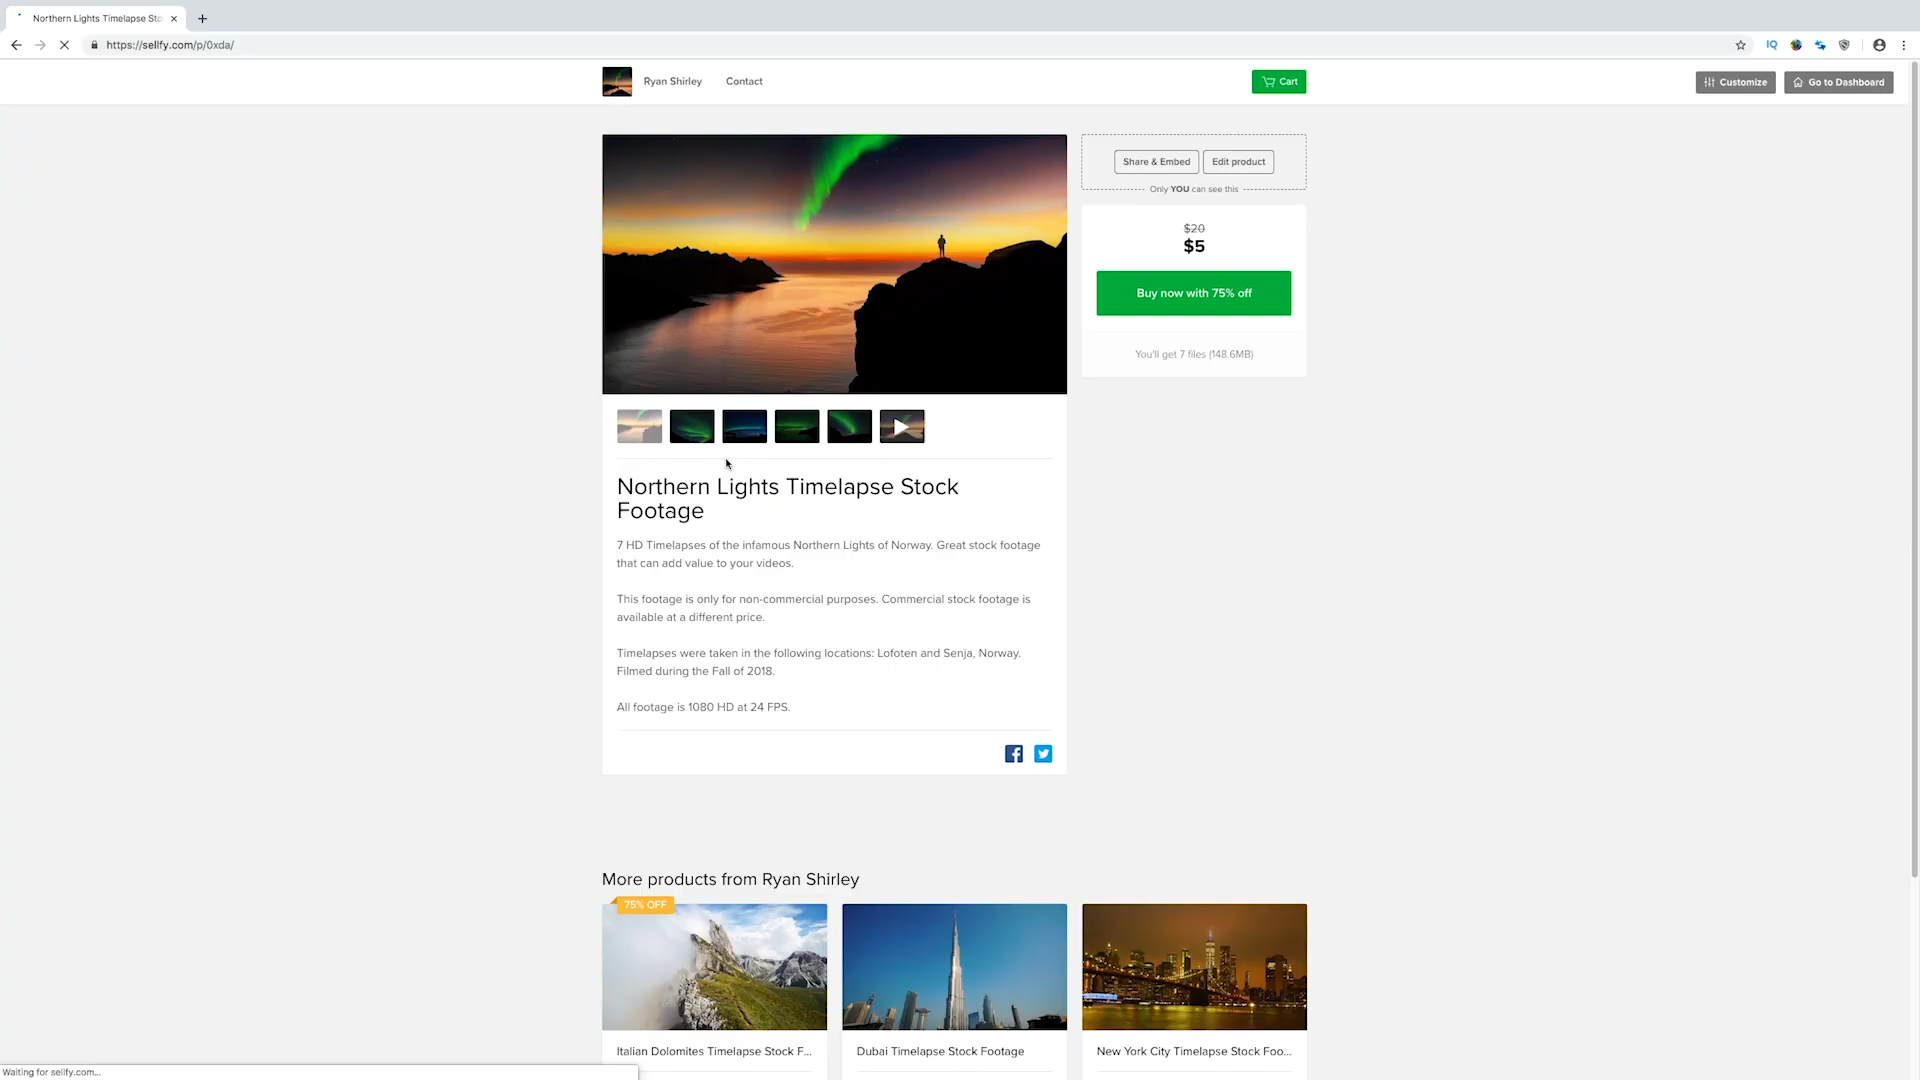 Northern Lights Timelapse Sto
https://sellfy.com/p/0xda/
IQ
Ryan Shirley
Contact
Cart
Customize
Go to Dashboard
Share & Embed
Edit product
Only YOU can see this
$20
$5
Buy now with 75% off
You'll get 7 files (148.6MB)
Northern Lights Timelapse Stock
Footage
7 HD Timelapses of the infamous Northern Lights of Norway. Great stock footage
that can add value to your videos.
This footage is only for non-commercial purposes. Commercial stock footage is
available at a different price.
Timelapses were taken in the following locations: Lofoten and Senja, Norway.
Filmed during the Fall of 2018.
All footage is 1080 HD at 24 FPS.
More products from Ryan Shirley
75% OFF
Italian Dolomites Timelapse Stock F...
Dubai Timelapse Stock Footage
New York City Timelapse Stock Foo...
Waiting for sellfy.com...